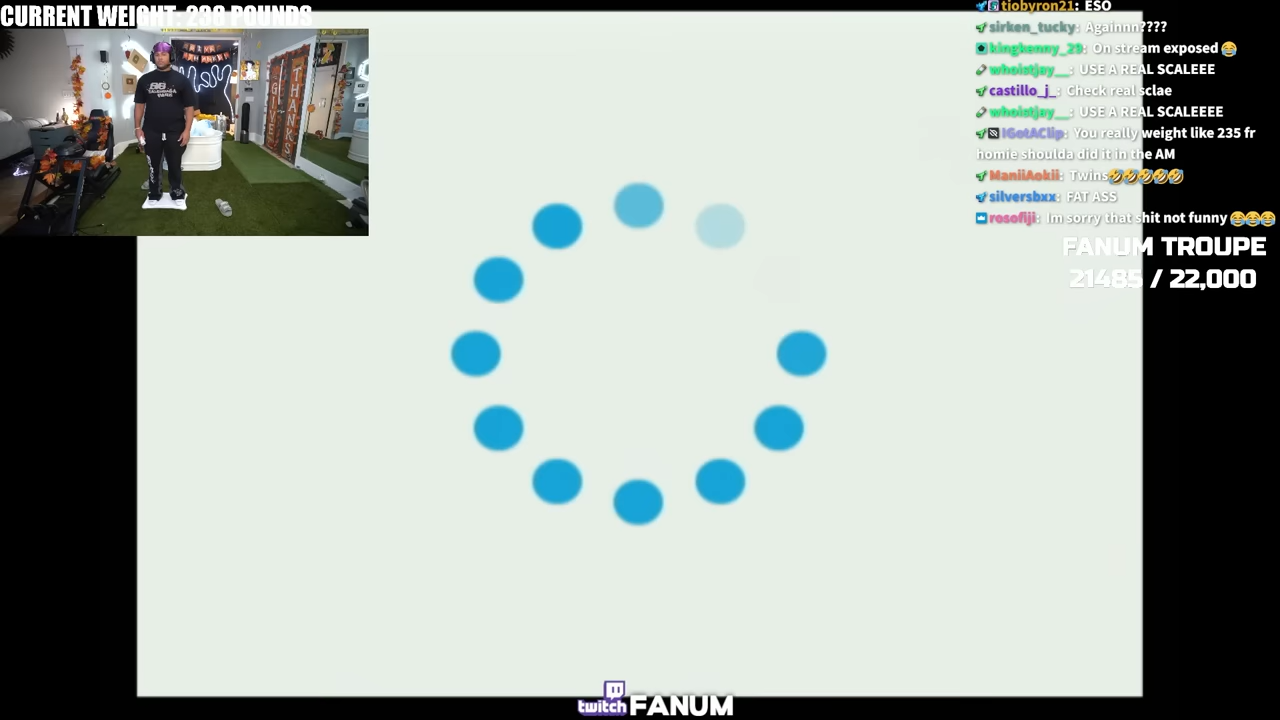 CURRENT WEIGHT: 238 POUNDS
GIVE
THANKS
tiobyron21: ESO
sirken_tucky: Againnn????
kingkenny_29: On stream exposed 😂
whoistjay__: USE A REAL SCALEEE
castillo_j_: Check real sclae
whoistjay__: USE A REAL SCALEEEE
IGotAClip: You really weight like 235 fr
homie shoulda did it in the AM
ManiiAokii: Twins🤣🤣🤣🤣🤣
silversbxx: FAT ASS
rosofiji: Im sorry that shit not funny 😂😂😂
FANUM TROUPE
21485 / 22,000
twitch FANUM